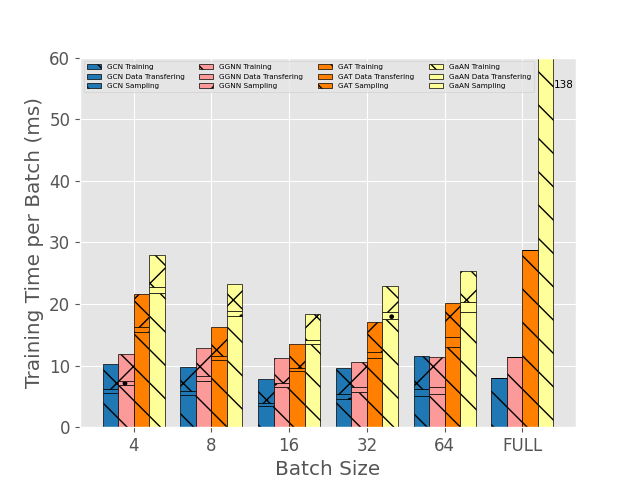 60
GCN Training GGNN Training GAT Training GaAN Training
GCN Data Transfering GGNN Data Transfering GAT Data Transfering GaAN Data Transfering
GCN Sampling GGNN Sampling GAT Sampling GaAN Sampling
138
50
40
30
20
10
0
Training Time per Batch (ms)
4 8 16 32 64 FULL
Batch Size